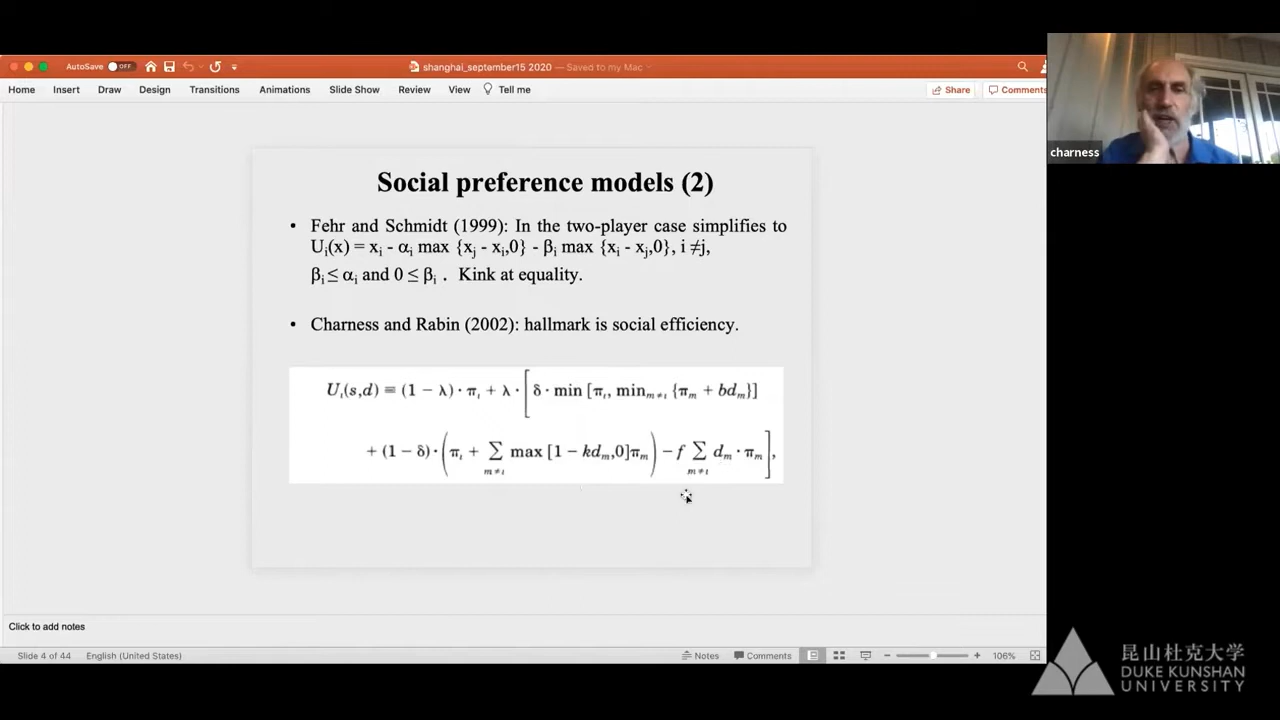 AutoSave OFF
shanghai_september15 2020 — Saved to my Mac
Home Insert Draw Design Transitions Animations Slide Show Review View Tell me Share Comments
charness
Social preference models (2)
• Fehr and Schmidt (1999): In the two-player case simplifies to
Uᵢ(x) = xᵢ - αᵢ max {xⱼ - xᵢ,0} - βᵢ max {xᵢ - xⱼ,0}, i ≠j,
βᵢ ≤ αᵢ and 0 ≤ βᵢ . Kink at equality.
• Charness and Rabin (2002): hallmark is social efficiency.
Uᵢ(s,d) ≡ (1 − λ) · πᵢ + λ · [ δ · min [πᵢ, min_{m≠i} {πₘ + bdₘ}]
+ (1 − δ) · ( πᵢ + ∑_{m≠i} max [1 − kdₘ,0]πₘ ) − f ∑_{m≠i} dₘ · πₘ ],
Click to add notes
Slide 4 of 44 English (United States) Notes Comments 106%
昆山杜克大学
DUKE KUNSHAN
UNIVERSITY